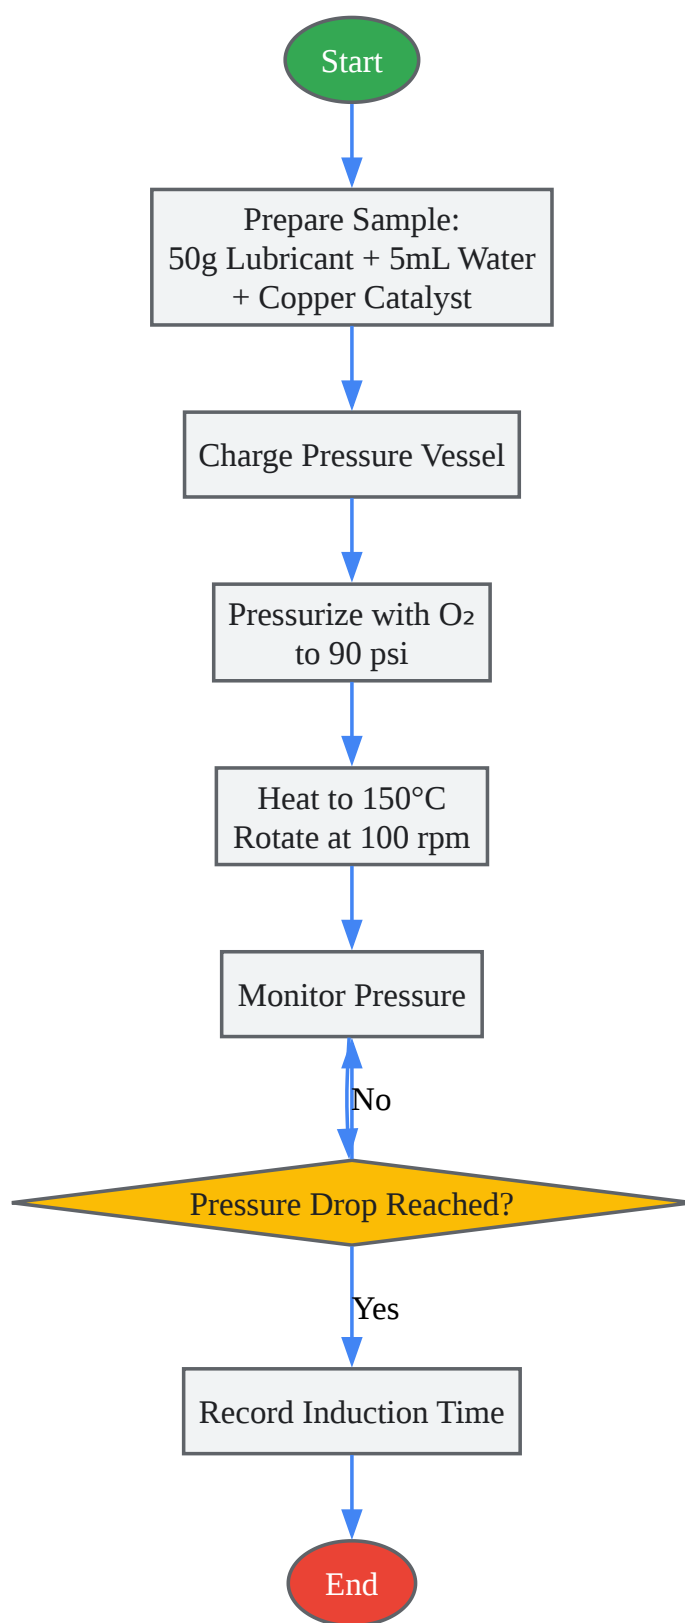 Start
Prepare Sample:
50g Lubricant + 5mL Water
+ Copper Catalyst
Charge Pressure Vessel
Pressurize with O₂
to 90 psi
Heat to 150°C
Rotate at 100 rpm
Monitor Pressure
No
Pressure Drop Reached?
Yes
Record Induction Time
End